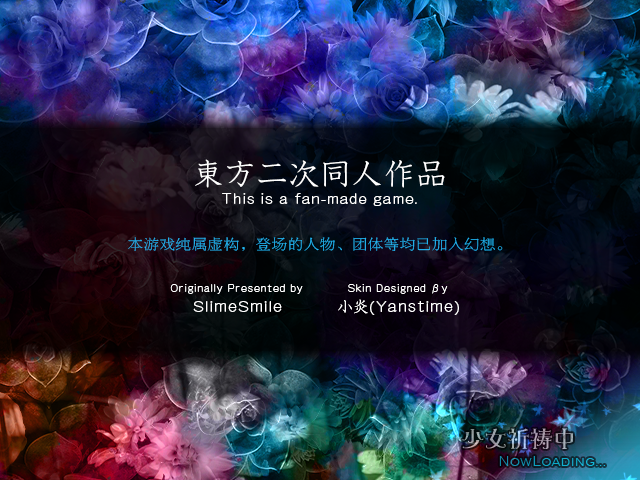 東方二次同人作品
This is a fan-made game.
本游戏纯属虚构，登场的人物、团体等均已加入幻想。
Originally Presented by
SlimeSmile
Skin Designed βy
小炎(Yanstime)
少女祈祷中
NowLoading...